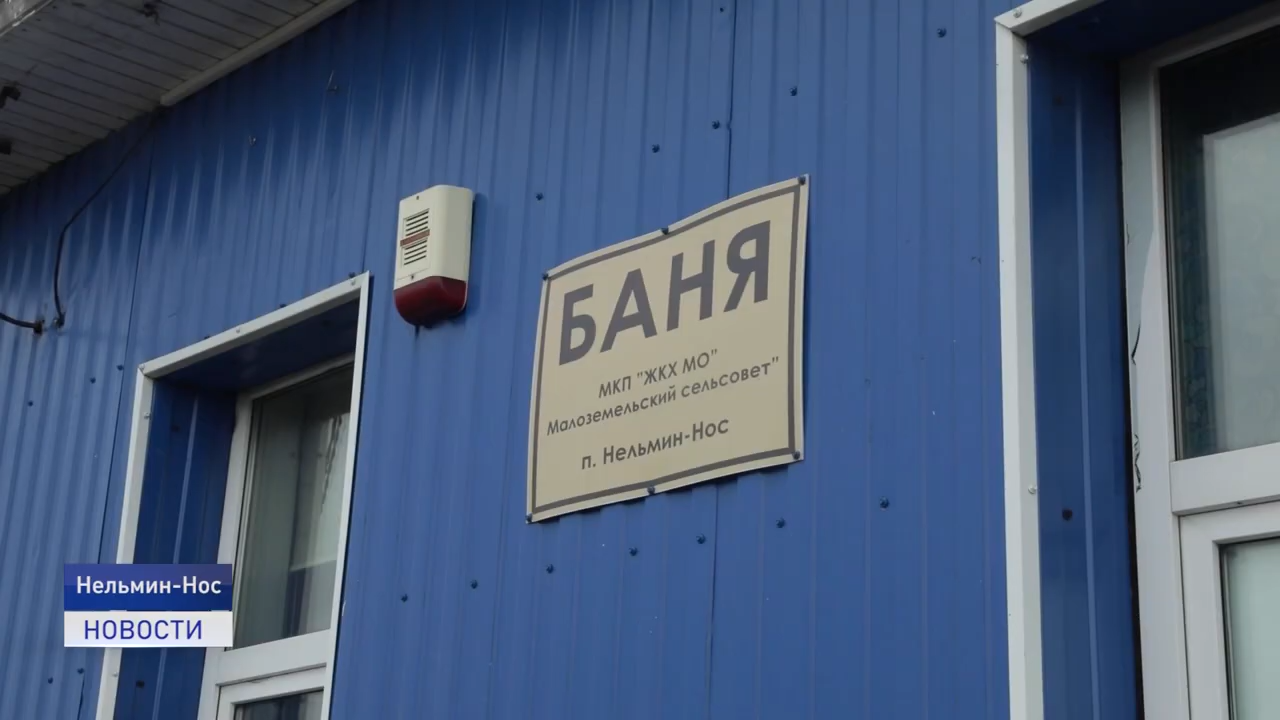 БАНЯ
МКП "ЖКХ МО"
Малоземельский сельсовет"
п. Нельмин-Нос
Нельмин-Нос
НОВОСТИ